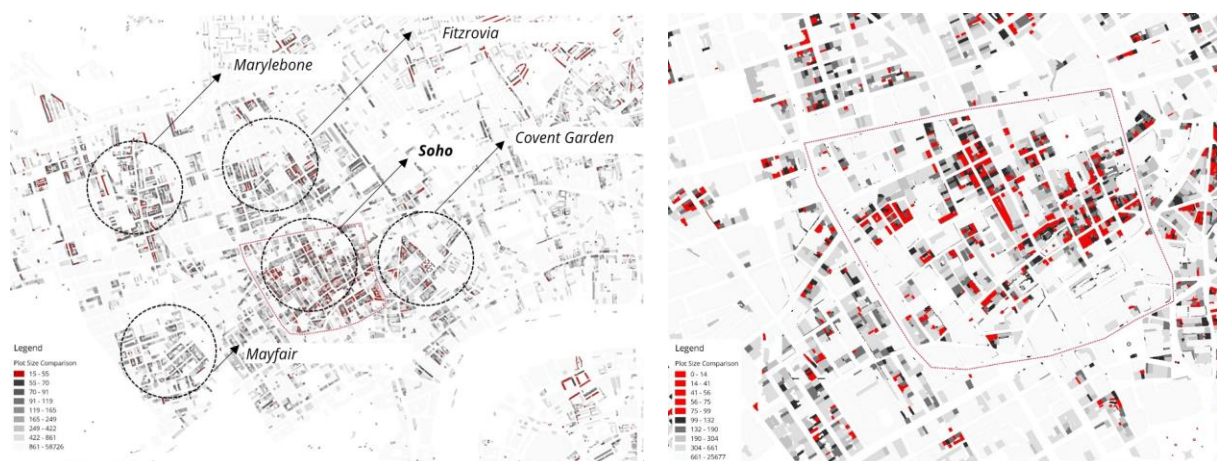 Fitzrovia
Marylebone
Covent Garden
Soho
Mayfair
Legend
Plot Size Comparison
15 - 55
55 - 70
70 - 91
91 - 119
119 - 165
165 - 249
249 - 422
422 - 861
861 - 58726
Legend
Plot Size Comparison
0 - 14
14 - 41
41 - 56
56 - 75
75 - 99
99 - 132
132 - 190
190 - 304
304 - 661
661 - 25677